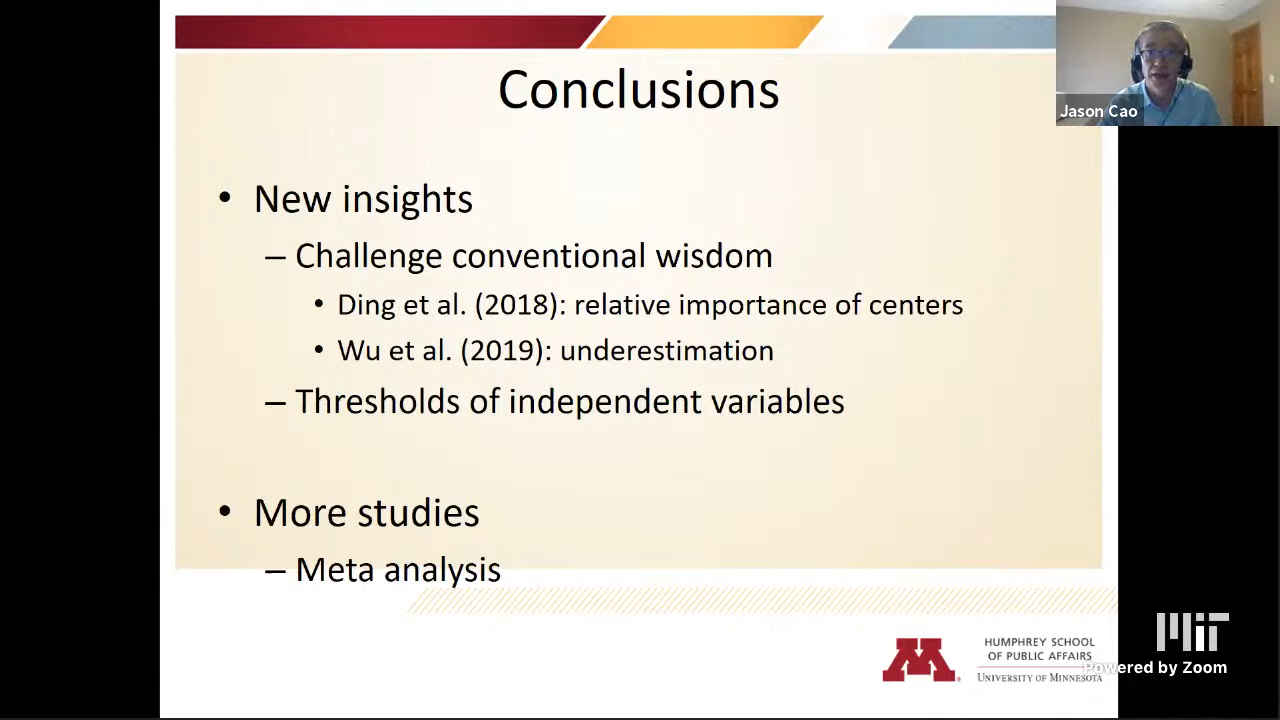 Conclusions
Jason Cao
• New insights
– Challenge conventional wisdom
• Ding et al. (2018): relative importance of centers
• Wu et al. (2019): underestimation
– Thresholds of independent variables
• More studies
– Meta analysis
MIT
M
HUMPHREY SCHOOL
OF PUBLIC AFFAIRS
Powered by Zoom
UNIVERSITY OF MINNESOTA